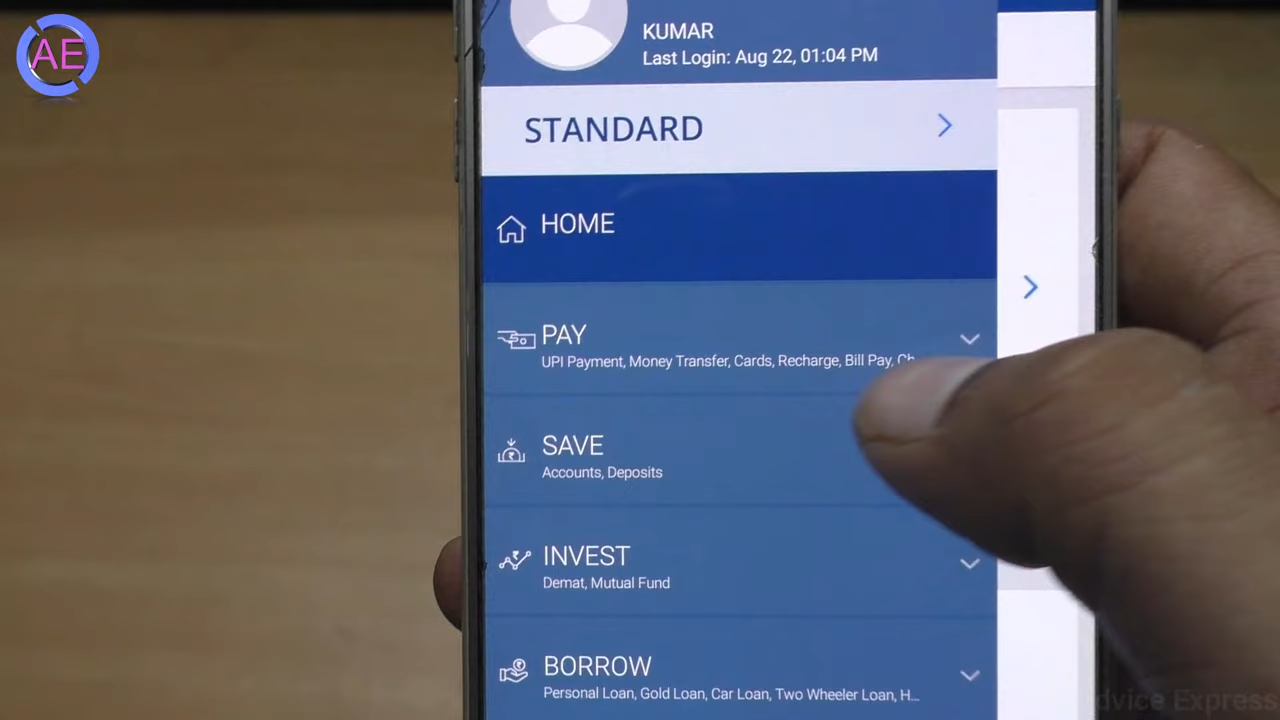 AE
KUMAR
Last Login: Aug 22, 01:04 PM
STANDARD
HOME
PAY
UPI Payment, Money Transfer, Cards, Recharge, Bill Pay, Ch
SAVE
Accounts, Deposits
INVEST
Demat, Mutual Fund
BORROW
Personal Loan, Gold Loan, Car Loan, Two Wheeler Loan, H...
dvice Express